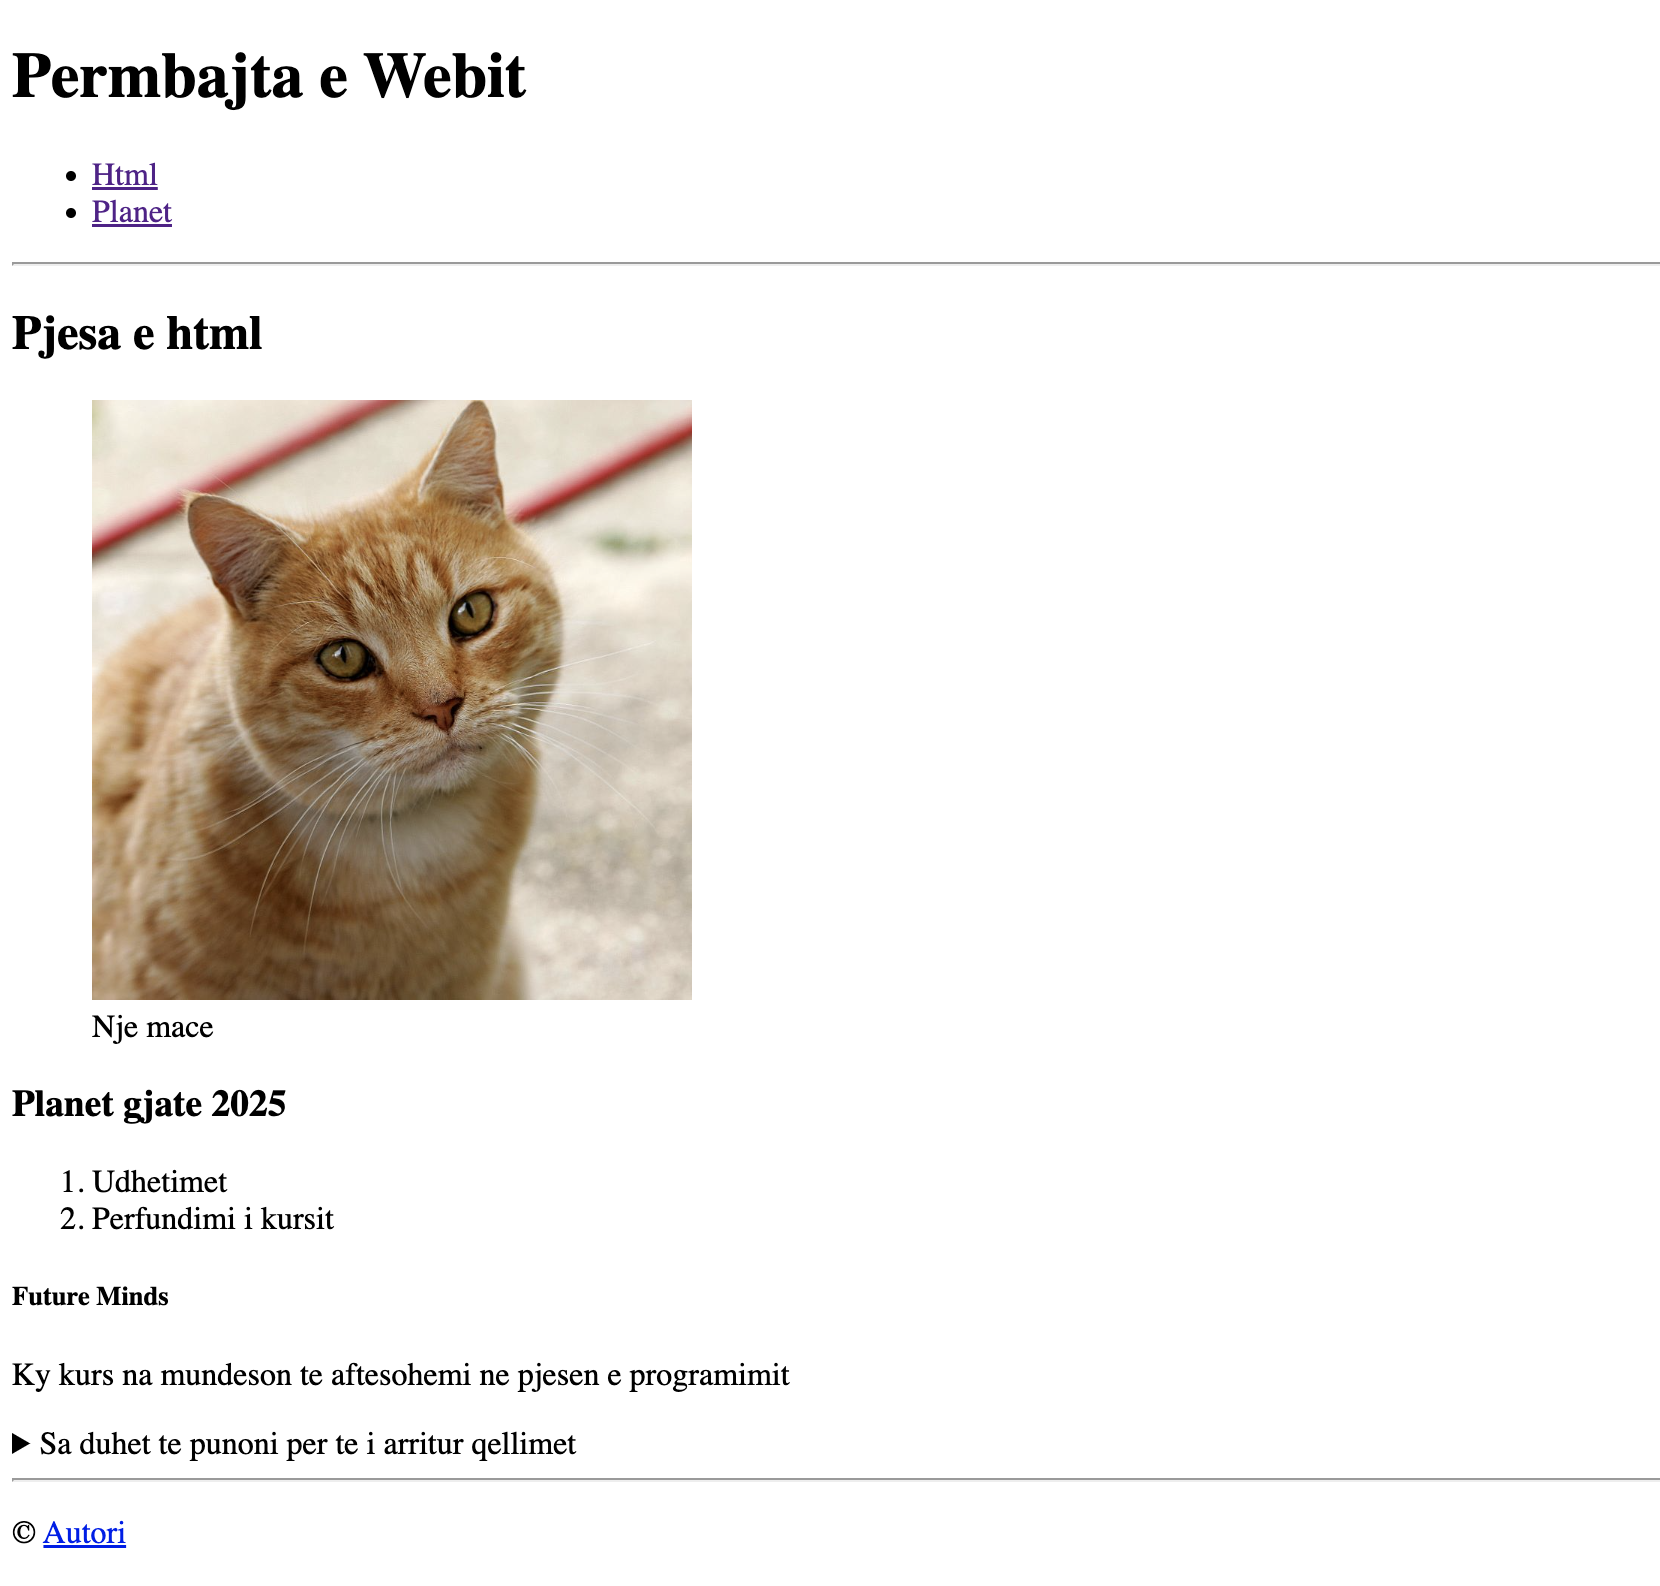 Permbajta e Webit
Html
Planet
Pjesa e html
Nje mace
Planet gjate 2025
1. Udhetimet
2. Perfundimi i kursit
Future Minds
Ky kurs na mundeson te aftesohemi ne pjesen e programimit
Sa duhet te punoni per te i arritur qellimet
© Autori